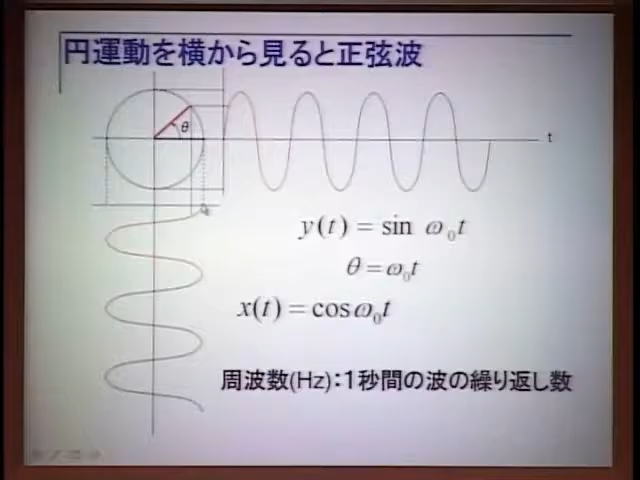 円運動を横から見ると正弦波
θ
t
y(t) = sin ω₀t
θ = ω₀t
x(t) = cos ω₀t
周波数(Hz)：1秒間の波の繰り返し数